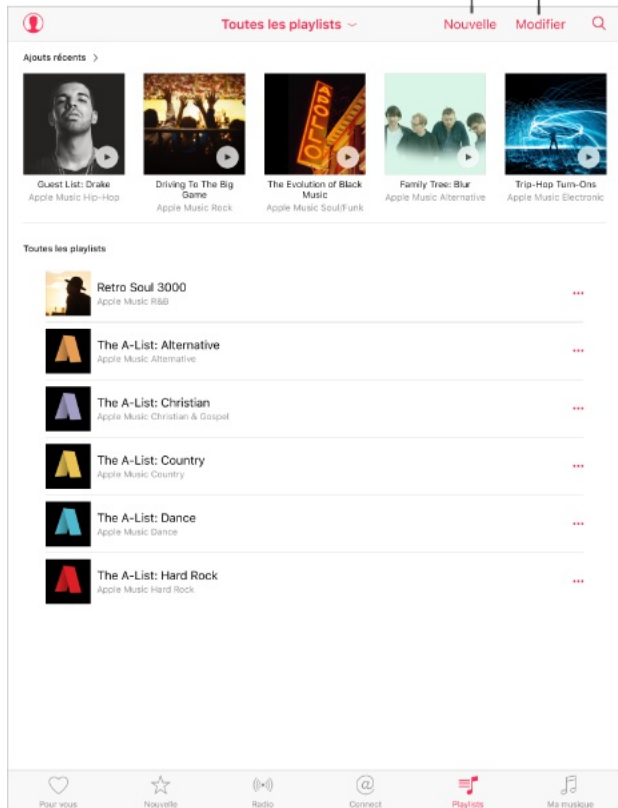 Toutes les playlists
Nouvelle
Modifier
Ajouts récents >
Guest List: Drake
Apple Music Hip-Hop
Driving To The Big
Game
Apple Music Rock
APOLLO
The Evolution of Black
Music
Apple Music Soul/Funk
Family Tree: Blur
Apple Music Alternative
Trip-Hop Turn-Ons
Apple Music Electronic
Toutes les playlists
Retro Soul 3000
Apple Music R&B
The A-List: Alternative
Apple Music Alternative
The A-List: Christian
Apple Music Christian & Gospel
The A-List: Country
Apple Music Country
The A-List: Dance
Apple Music Dance
The A-List: Hard Rock
Apple Music Hard Rock
Pour vous
Nouvelle
Radio
@
Connect
Playlists
Ma musique